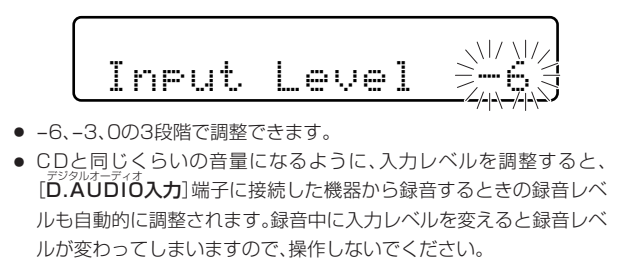 Input Level −6
● −6、−3、0の3段階で調整できます。
● CDと同じくらいの音量になるように、入力レベルを調整すると、
デジタルオーディオ
[D.AUDIO入力]端子に接続した機器から録音するときの録音レベ
ルも自動的に調整されます。録音中に入力レベルを変えると録音レベ
ルが変わってしまいますので、操作しないでください。